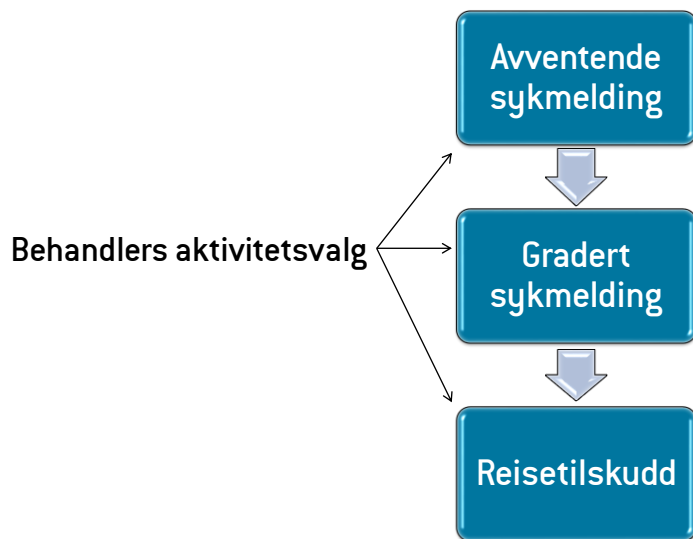 Avventende
sykmelding
Behandlers aktivitetsvalg
Gradert
sykmelding
Reisetilskudd